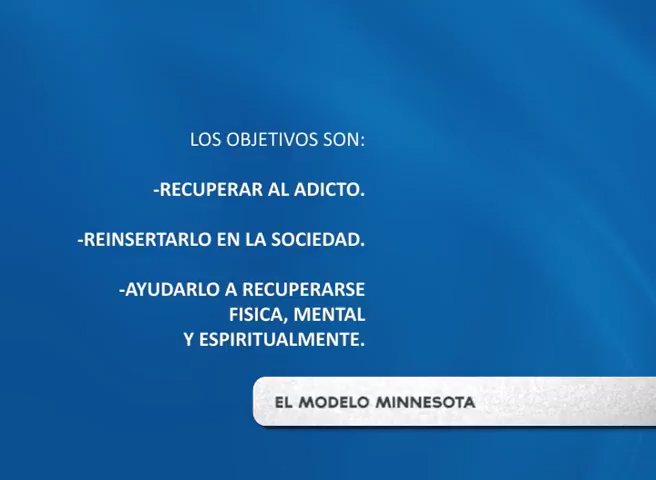 LOS OBJETIVOS SON:
-RECUPERAR AL ADICTO.
-REINSERTARLO EN LA SOCIEDAD.
-AYUDARLO A RECUPERARSE
FISICA, MENTAL
Y ESPIRITUALMENTE.
EL MODELO MINNESOTA